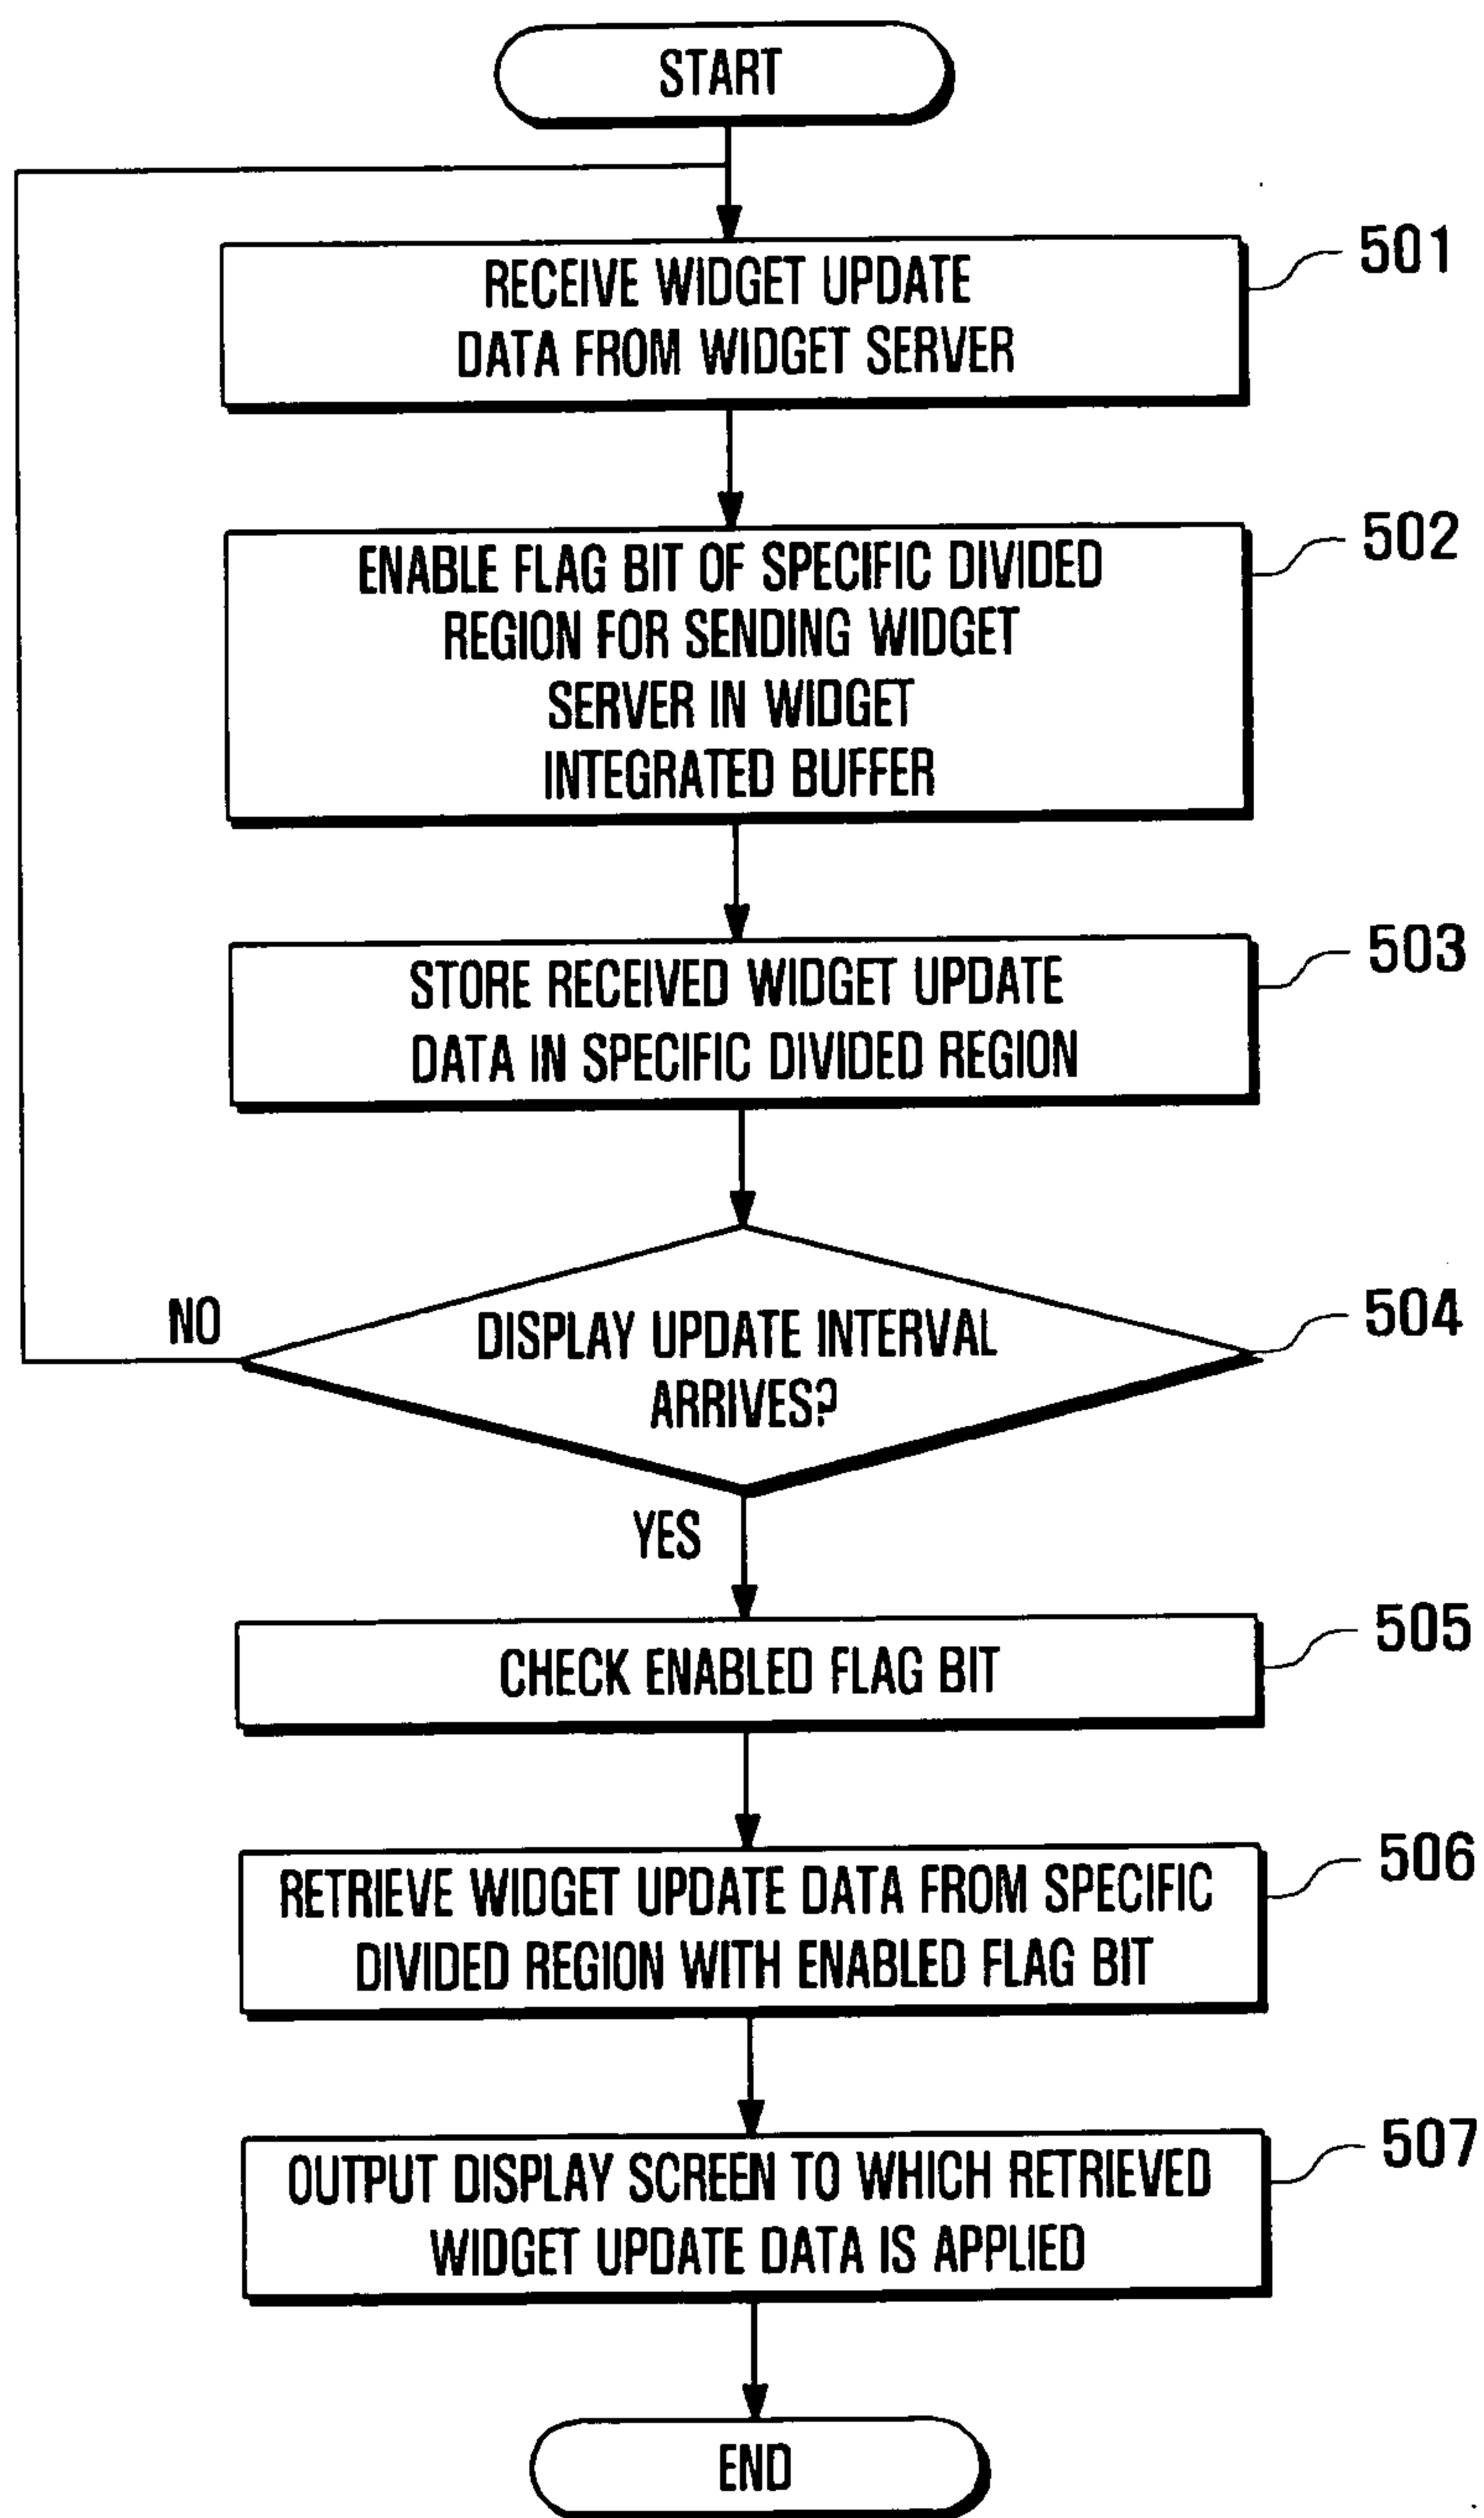 START
RECEIVE WIDGET UPDATE
DATA FROM WIDGET SERVER
501
ENABLE FLAG BIT OF SPECIFIC DIVIDED
REGION FOR SENDING WIDGET
SERVER IN WIDGET
INTEGRATED BUFFER
502
STORE RECEIVED WIDGET UPDATE
DATA IN SPECIFIC DIVIDED REGION
503
NO
DISPLAY UPDATE INTERVAL
ARRIVES?
504
YES
CHECK ENABLED FLAG BIT
505
RETRIEVE WIDGET UPDATE DATA FROM SPECIFIC
DIVIDED REGION WITH ENABLED FLAG BIT
506
OUTPUT DISPLAY SCREEN TO WHICH RETRIEVED
WIDGET UPDATE DATA IS APPLIED
507
END